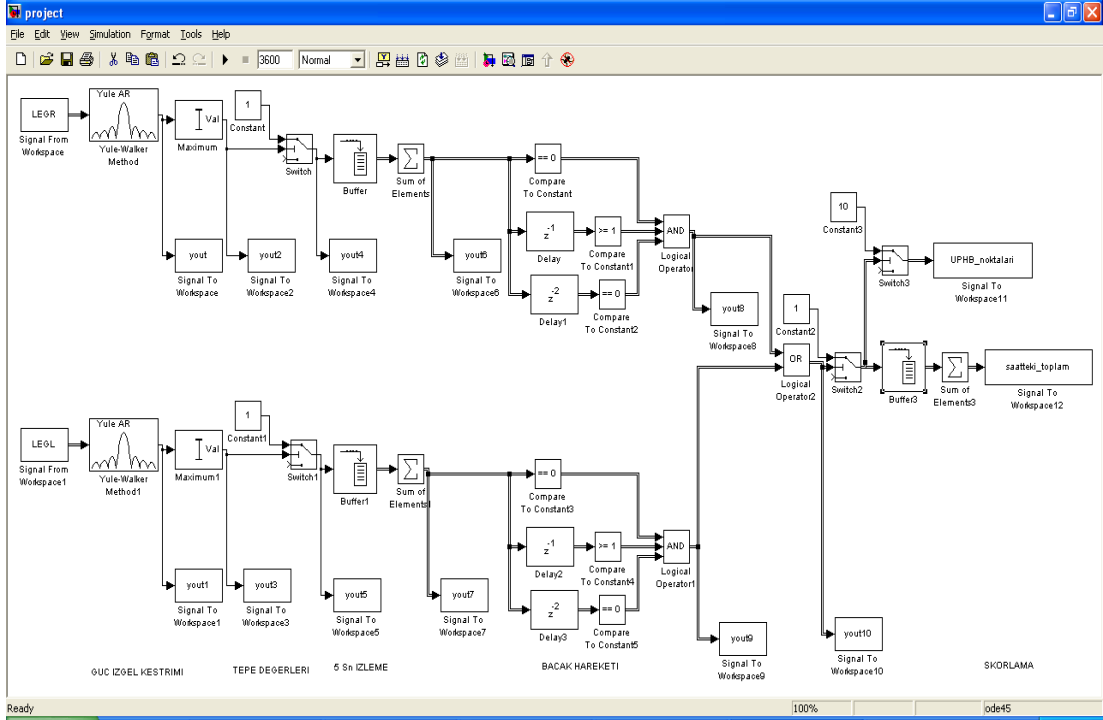 project
File Edit View Simulation Format Tools Help
3600 Normal
LEGR
Signal From
Workspace
Yule AR
Yule-Walker
Method
Val
Maximum
1
Constant
Switch
Buffer
Sum of
Elements
yout
Signal To
Workspace
yout2
Signal To
Workspace2
yout4
Signal To
Workspace4
yout6
Signal To
Workspace6
== 0
Compare
To Constant
-1
z
Delay
>= 1
Compare
To Constant1
-2
z
Delay1
== 0
Compare
To Constant2
AND
Logical
Operator
yout8
Signal To
Workspace8
10
Constant3
Switch3
UPHB_noktalari
Signal To
Workspace11
1
Constant2
OR
Logical
Operator2
Switch2
Buffer3
Sum of
Elements3
saatteki_toplam
Signal To
Workspace12
LEGL
Signal From
Workspace1
Yule AR
Yule-Walker
Method1
Val
Maximum1
1
Constant1
Switch1
Buffer1
Sum of
Elements1
yout1
Signal To
Workspace1
yout3
Signal To
Workspace3
yout5
Signal To
Workspace5
yout7
Signal To
Workspace7
== 0
Compare
To Constant3
-1
z
Delay2
>= 1
Compare
To Constant4
-2
z
Delay3
== 0
Compare
To Constant5
AND
Logical
Operator1
yout9
Signal To
Workspace9
yout10
Signal To
Workspace10
GUC IZGEL KESTRIMI
TEPE DEGERLERI
5 Sn IZLEME
BACAK HAREKETI
SKORLAMA
Ready
100%
ode45